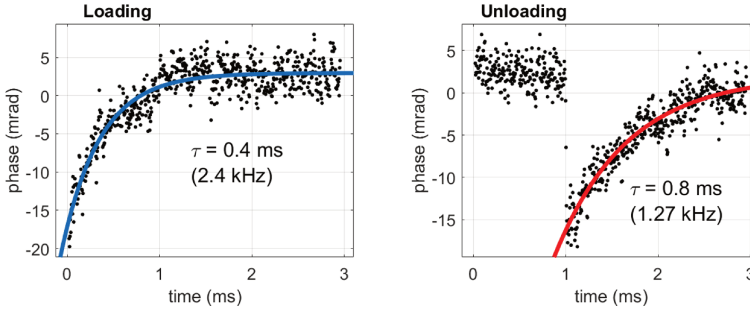 Loading
5
0
-5
-10
-15
-20
phase (mrad)
τ = 0.4 ms
(2.4 kHz)
0
1
2
3
time (ms)
Unloading
5
0
-5
-10
-15
phase (mrad)
τ = 0.8 ms
(1.27 kHz)
0
1
2
3
time (ms)